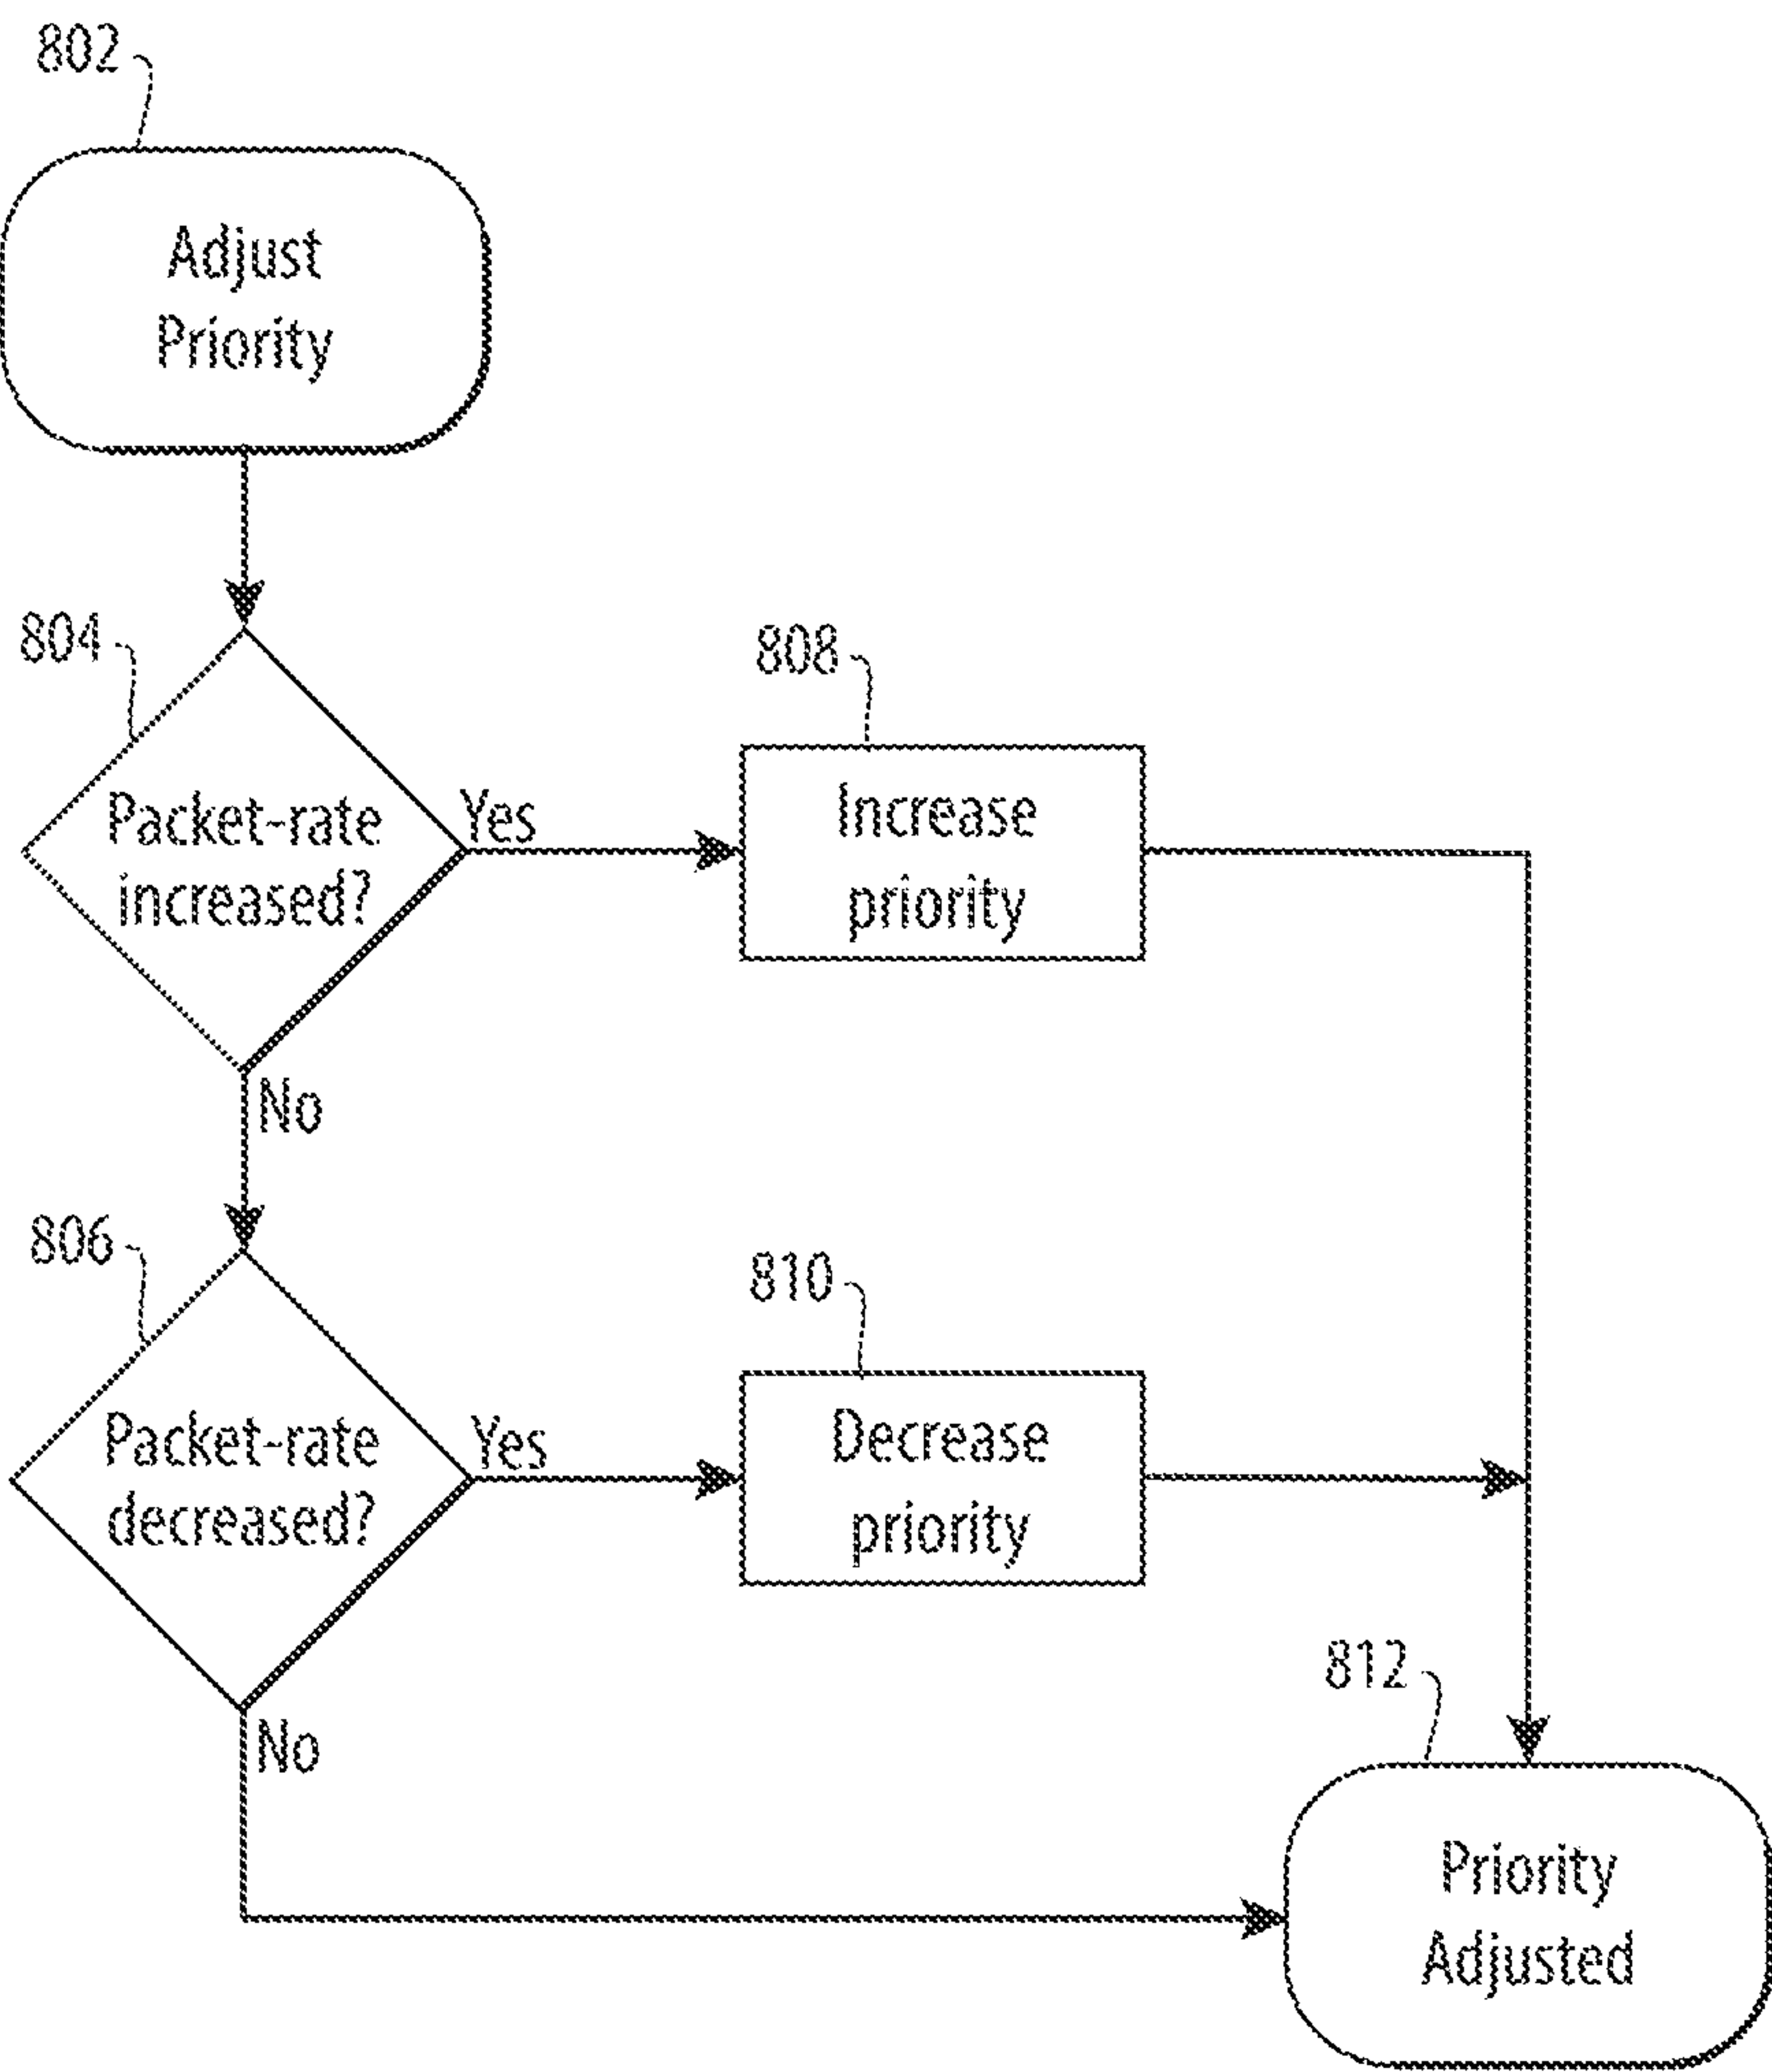 802
Adjust
Priority
804
Packet-rate
increased?
Yes
No
808
Increase
priority
806
Packet-rate
decreased?
Yes
No
810
Decrease
priority
812
Priority
Adjusted